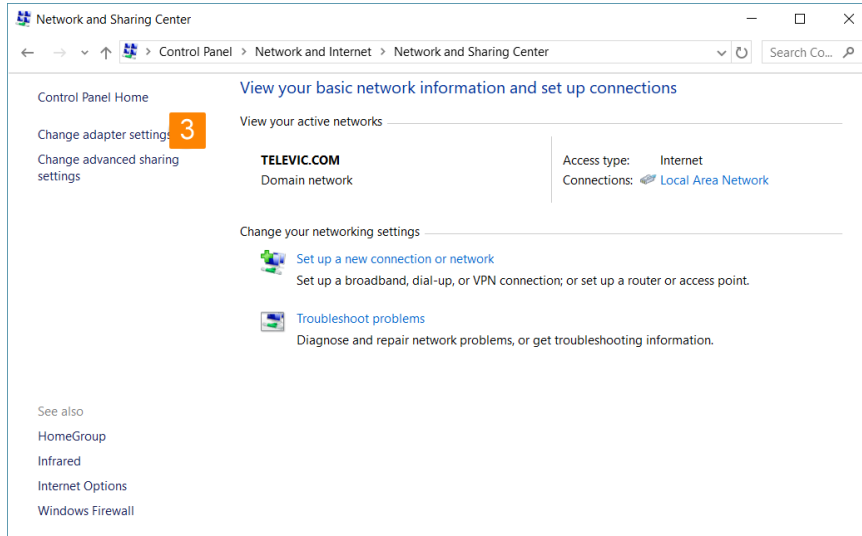 Network and Sharing Center
Control Panel > Network and Internet > Network and Sharing Center
Search Co...
Control Panel Home
Change adapter settings
3
Change advanced sharing
settings
View your basic network information and set up connections
View your active networks
TELEVIC.COM
Domain network
Access type: Internet
Connections: Local Area Network
Change your networking settings
Set up a new connection or network
Set up a broadband, dial-up, or VPN connection; or set up a router or access point.
Troubleshoot problems
Diagnose and repair network problems, or get troubleshooting information.
See also
HomeGroup
Infrared
Internet Options
Windows Firewall